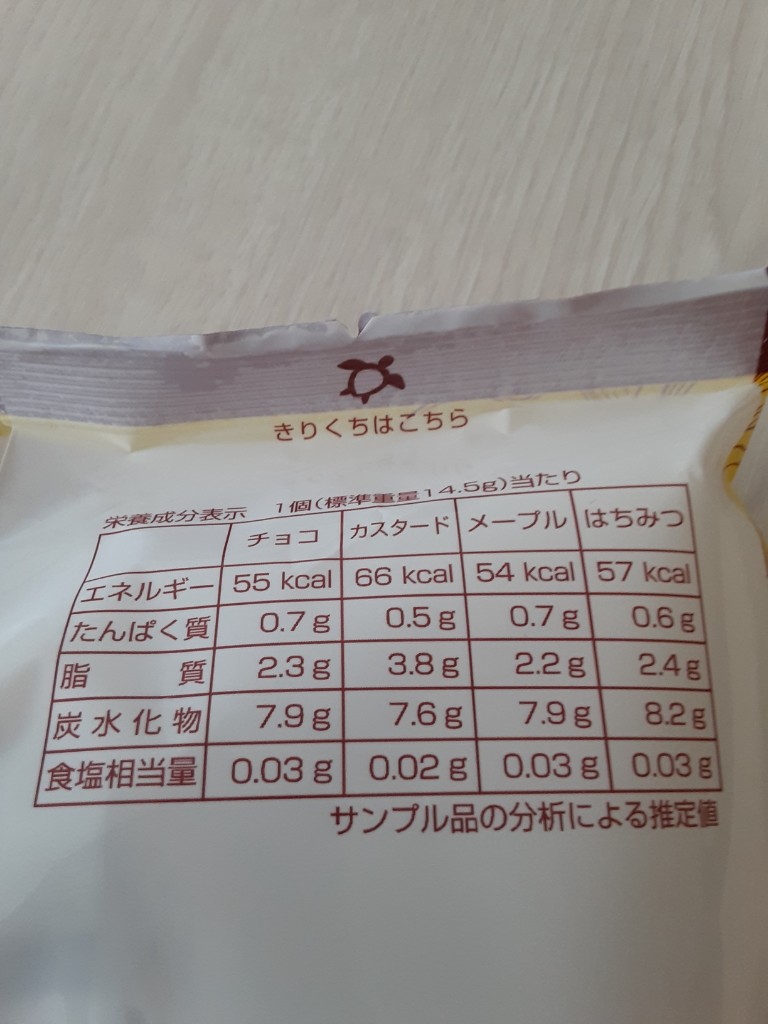 きりくちはこちら
栄養成分表示 1個(標準重量14.5g)当たり
チョコ カスタード メープル はちみつ
エネルギー 55 kcal 66 kcal 54 kcal 57 kcal
たんぱく質 0.7g 0.5g 0.7g 0.6g
脂質 2.3g 3.8g 2.2g 2.4g
炭水化物 7.9g 7.6g 7.9g 8.2g
食塩相当量 0.03g 0.02g 0.03g 0.03g
サンプル品の分析による推定値